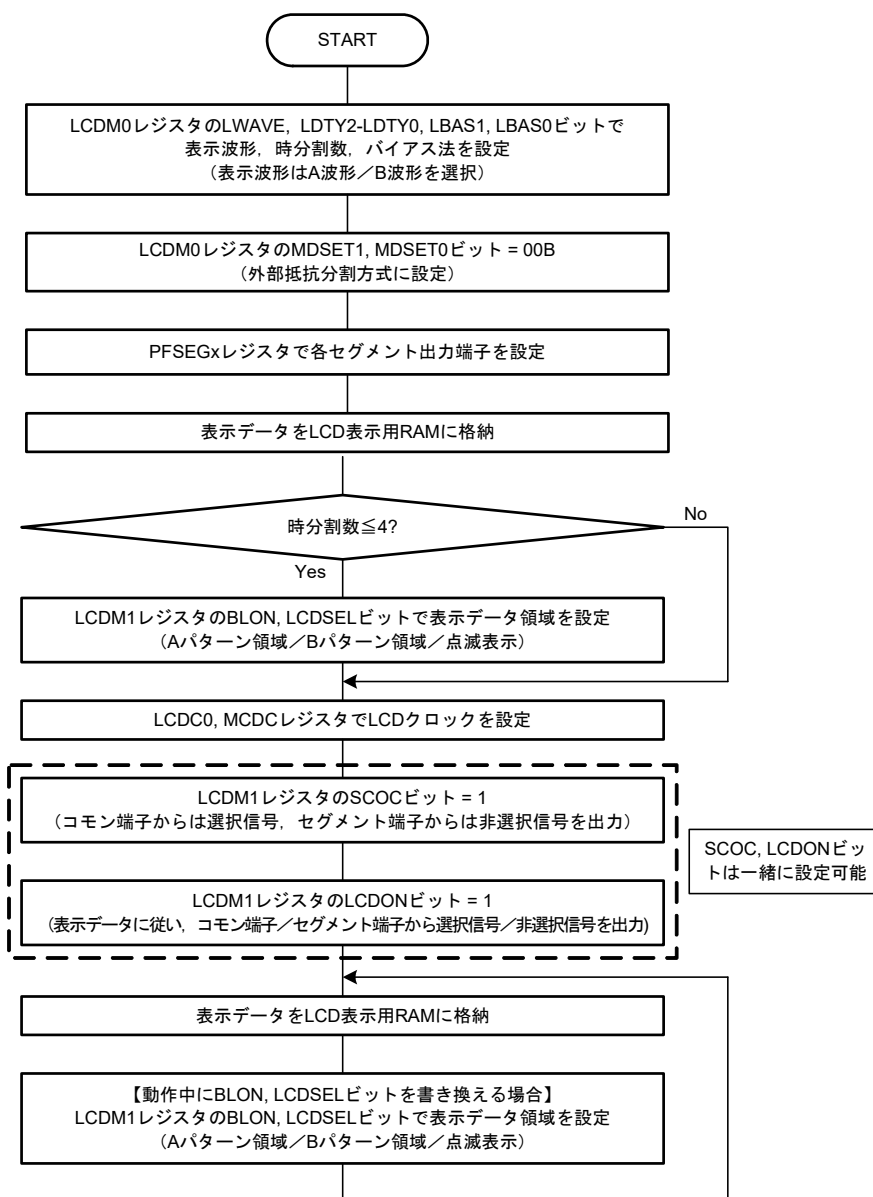 START
LCDM0レジスタのLWAVE, LDTY2-LDTY0, LBAS1, LBAS0ビットで
表示波形，時分割数，バイアス法を設定
（表示波形はA波形／B波形を選択）
LCDM0レジスタのMDSET1, MDSET0ビット = 00B
（外部抵抗分割方式に設定）
PFSEGxレジスタで各セグメント出力端子を設定
表示データをLCD表示用RAMに格納
時分割数≦4?
No
Yes
LCDM1レジスタのBLON, LCDSELビットで表示データ領域を設定
（Aパターン領域／Bパターン領域／点滅表示）
LCDC0, MCDCレジスタでLCDクロックを設定
LCDM1レジスタのSCOCビット = 1
（コモン端子からは選択信号，セグメント端子からは非選択信号を出力）
SCOC, LCDONビッ
トは一緒に設定可能
LCDM1レジスタのLCDONビット = 1
(表示データに従い，コモン端子／セグメント端子から選択信号／非選択信号を出力)
表示データをLCD表示用RAMに格納
【動作中にBLON, LCDSELビットを書き換える場合】
LCDM1レジスタのBLON, LCDSELビットで表示データ領域を設定
（Aパターン領域／Bパターン領域／点滅表示）